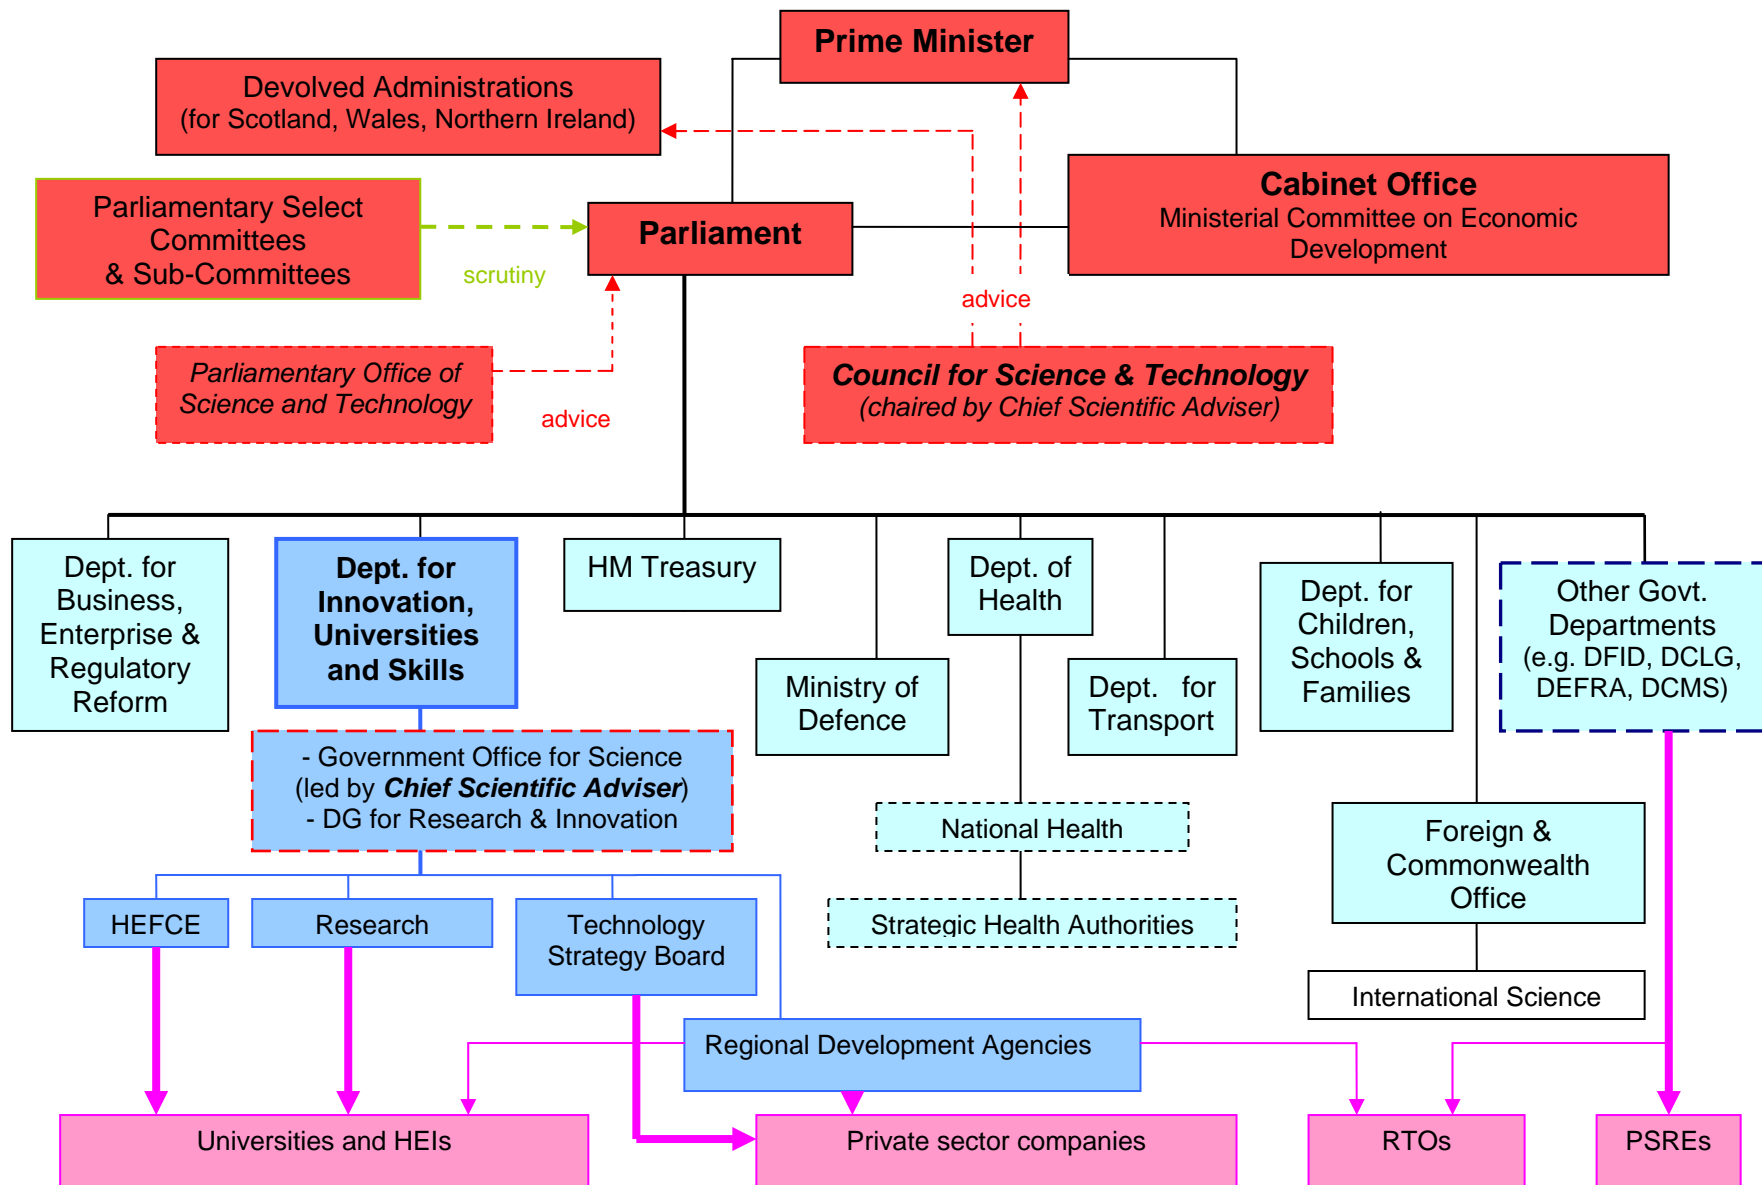 Prime Minister
Devolved Administrations
(for Scotland, Wales, Northern Ireland)
Cabinet Office
Ministerial Committee on Economic
Development
Parliamentary Select
Committees
& Sub-Committees
scrutiny
Parliament
advice
Parliamentary Office of
Science and Technology
advice
Council for Science & Technology
(chaired by Chief Scientific Adviser)
Dept. for
Business,
Enterprise &
Regulatory
Reform
Dept. for
Innovation,
Universities
and Skills
HM Treasury
Ministry of
Defence
Dept. of
Health
Dept. for
Transport
Dept. for
Children,
Schools &
Families
Other Govt.
Departments
(e.g. DFID, DCLG,
DEFRA, DCMS)
- Government Office for Science
(led by Chief Scientific Adviser)
- DG for Research & Innovation
National Health
Strategic Health Authorities
Foreign &
Commonwealth
Office
International Science
HEFCE
Research
Technology
Strategy Board
Regional Development Agencies
Universities and HEIs
Private sector companies
RTOs
PSREs